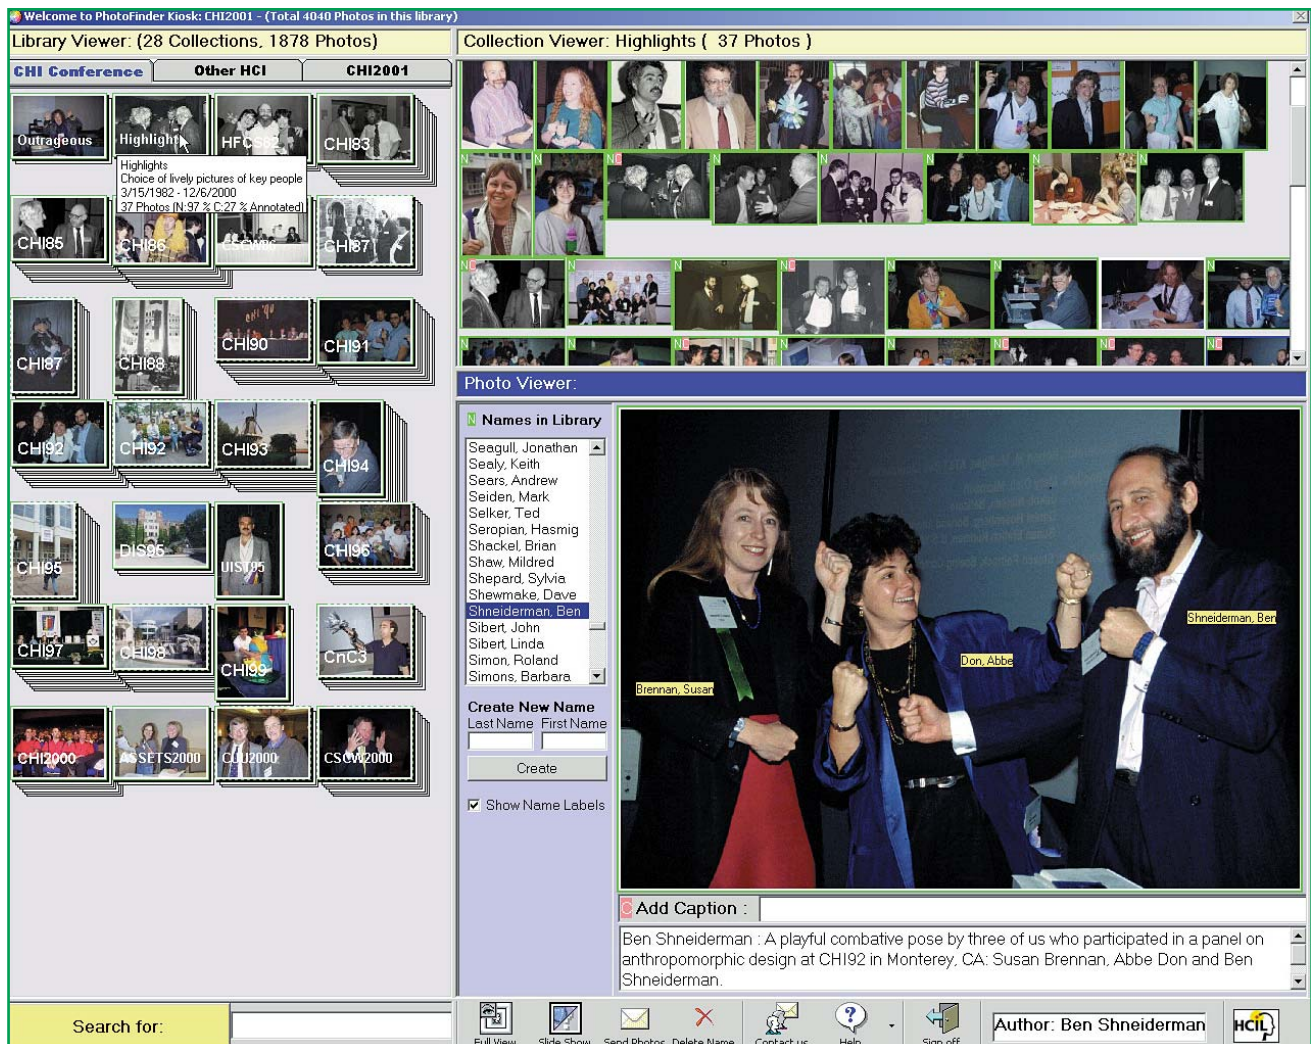 Welcome to PhotoFinder Kiosk: CHI2001 - (Total 4040 Photos in this library)
Library Viewer: (28 Collections, 1878 Photos)
CHI Conference
Other HCI
CHI2001
Outrageous
Highlight
HFCS82
CHI83
Highlights
Choice of lively pictures of key people
3/15/1982 - 12/6/2000
37 Photos (N:97 % C:27 % Annotated)
CHI85
CHI86
CSCW86
CHI87
CHI87
CHI88
CHI90
CHI91
CHI92
CHI92
CHI93
CHI94
CHI95
DIS95
UIST95
CHI96
CHI97
CHI98
CHI99
CnC3
CHI2000
ASSETS2000
CUU2000
CSCW2000
Search for:
Collection Viewer: Highlights ( 37 Photos )
N
N
NC
N
N
N
N
N
NC
N
N
NC
N
N
N
N
N
NC
N
N
NC
NC
NC
Photo Viewer:
N Names in Library
Seagull, Jonathan
Sealy, Keith
Sears, Andrew
Seiden, Mark
Selker, Ted
Seropian, Hasmig
Shackel, Brian
Shaw, Mildred
Shepard, Sylvia
Shewmake, Dave
Shneiderman, Ben
Sibert, John
Sibert, Linda
Simon, Roland
Simons, Barbara
Create New Name
Last Name First Name
Create
Show Name Labels
Brennan, Susan
Don, Abbe
Shneiderman, Ben
C Add Caption :
Ben Shneiderman : A playful combative pose by three of us who participated in a panel on
anthropomorphic design at CHI92 in Monterey, CA: Susan Brennan, Abbe Don and Ben
Shneiderman.
Full View
Slide Show
Send Photos
Delete Name
Contact us
Help
Sign off
Author: Ben Shneiderman
HCIL